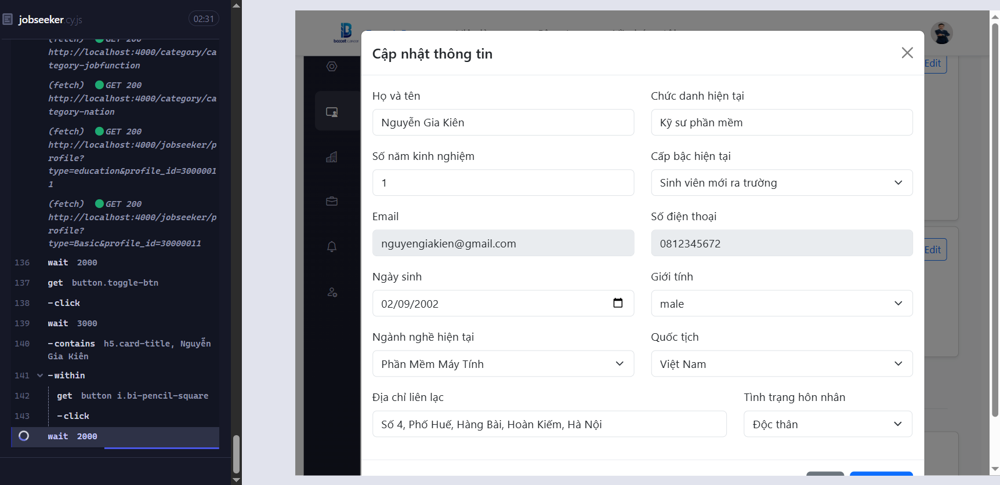 jobseeker.cy.js
02:31
(fetch) GET 200
http://localhost:4000/category/ca
tegory-jobfunction
(fetch) GET 200
http://localhost:4000/category/ca
tegory-nation
(fetch) GET 200
http://localhost:4000/jobseeker/p
rofile?
type=education&profile_id=3000001
1
(fetch) GET 200
http://localhost:4000/jobseeker/p
rofile?
type=Basic&profile_id=30000011
136 wait 2000
137 get button.toggle-btn
138 -click
139 wait 3000
140 -contains h5.card-title, Nguyễn
Gia Kiên
141 -within
142 get button i.bi-pencil-square
143 -click
wait 2000
Cập nhật thông tin
Edit
Họ và tên
Chức danh hiện tại
Nguyễn Gia Kiên
Kỹ sư phần mềm
Số năm kinh nghiệm
Cấp bậc hiện tại
1
Sinh viên mới ra trường
Email
Số điện thoại
nguyengiakien@gmail.com
0812345672
Edit
Ngày sinh
Giới tính
02/09/2002
male
Ngành nghề hiện tại
Quốc tịch
Phần Mềm Máy Tính
Việt Nam
Địa chỉ liên lạc
Tình trạng hôn nhân
Số 4, Phố Huế, Hàng Bài, Hoàn Kiếm, Hà Nội
Độc thân